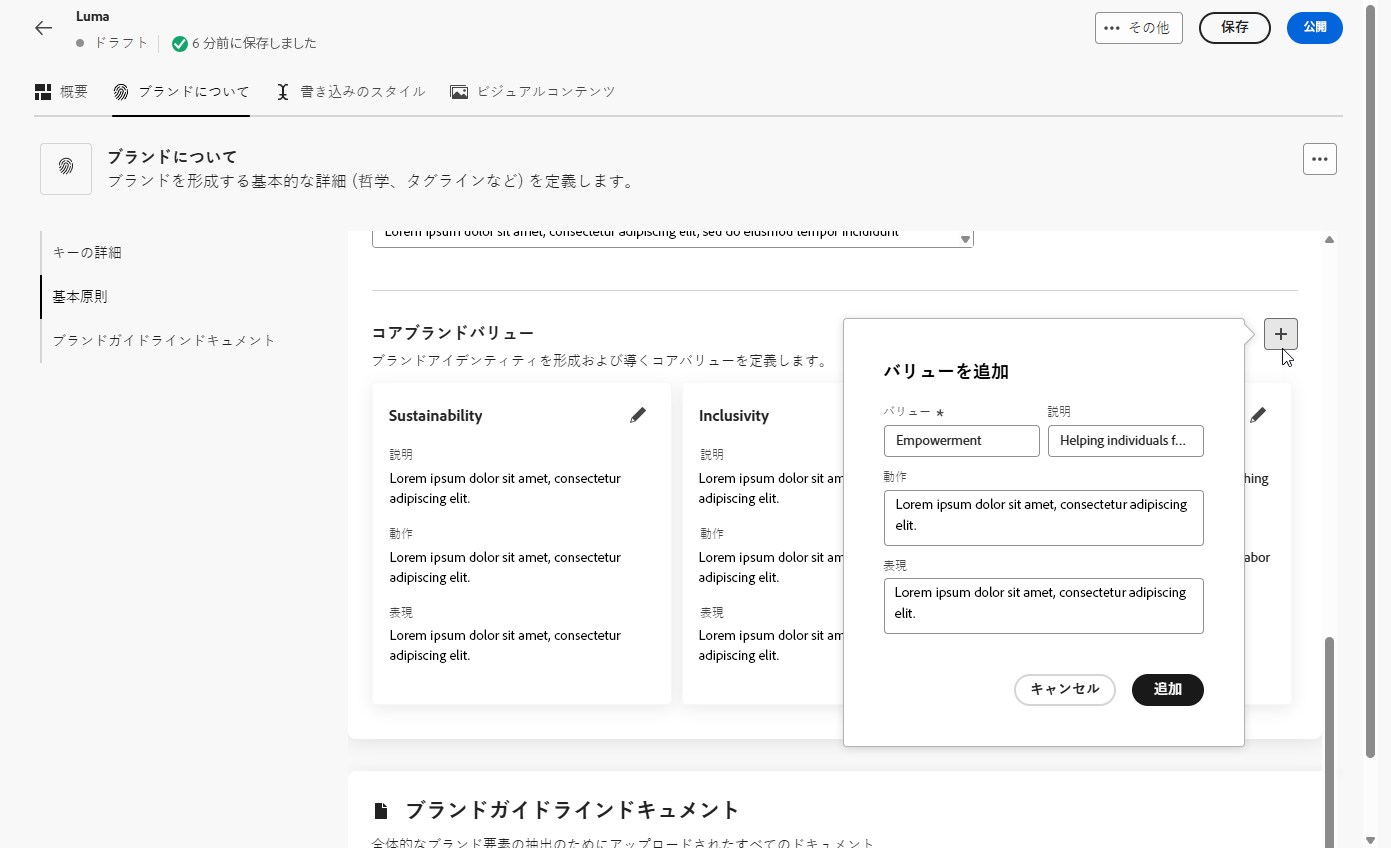 Luma
ドラフト
6 分前に保存しました
その他
保存
公開
概要
ブランドについて
書き込みのスタイル
ビジュアルコンテンツ
ブランドについて
ブランドを形成する基本的な詳細 (哲学、タグラインなど) を定義します。
キーの詳細
基本原則
ブランドガイドラインドキュメント
Lorem ipsum dolor sit amet, consectetur adipiscing elit, sed do eiusmod tempor incididunt
コアブランドバリュー
ブランドアイデンティティを形成および導くコアバリューを定義します。
Sustainability
説明
Lorem ipsum dolor sit amet, consectetur
adipiscing elit.
動作
Lorem ipsum dolor sit amet, consectetur
adipiscing elit.
表現
Lorem ipsum dolor sit amet, consectetur
adipiscing elit.
Inclusivity
説明
Lorem ipsum dolor sit am
adipiscing elit.
動作
Lorem ipsum dolor sit am
adipiscing elit.
表現
Lorem ipsum dolor sit am
adipiscing elit.
バリューを追加
バリュー *
説明
Empowerment
Helping individuals f...
動作
Lorem ipsum dolor sit amet, consectetur adipiscing
elit.
表現
Lorem ipsum dolor sit amet, consectetur adipiscing
elit.
キャンセル
追加
hing
abor
ブランドガイドラインドキュメント
全体的なブランド要素の抽出のためにアップロードされたすべてのドキュメント